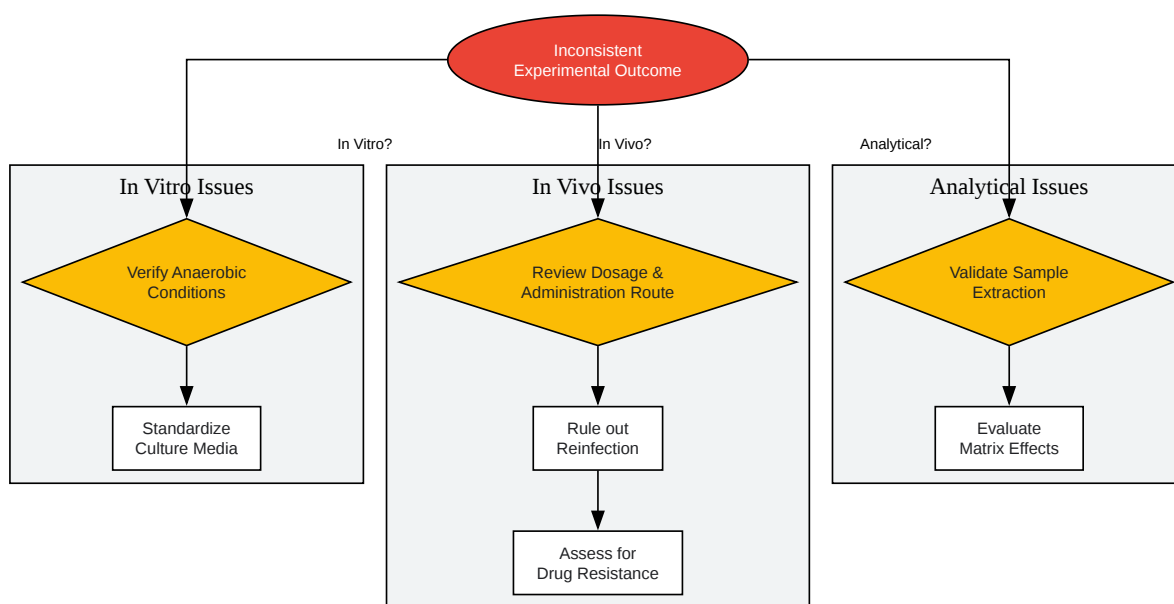 Inconsistent
Experimental Outcome
In Vitro?
In Vivo?
Analytical?
In Vitro Issues
In Vivo Issues
Analytical Issues
Verify Anaerobic
Conditions
Review Dosage &
Administration Route
Validate Sample
Extraction
Standardize
Culture Media
Rule out
Reinfection
Evaluate
Matrix Effects
Assess for
Drug Resistance